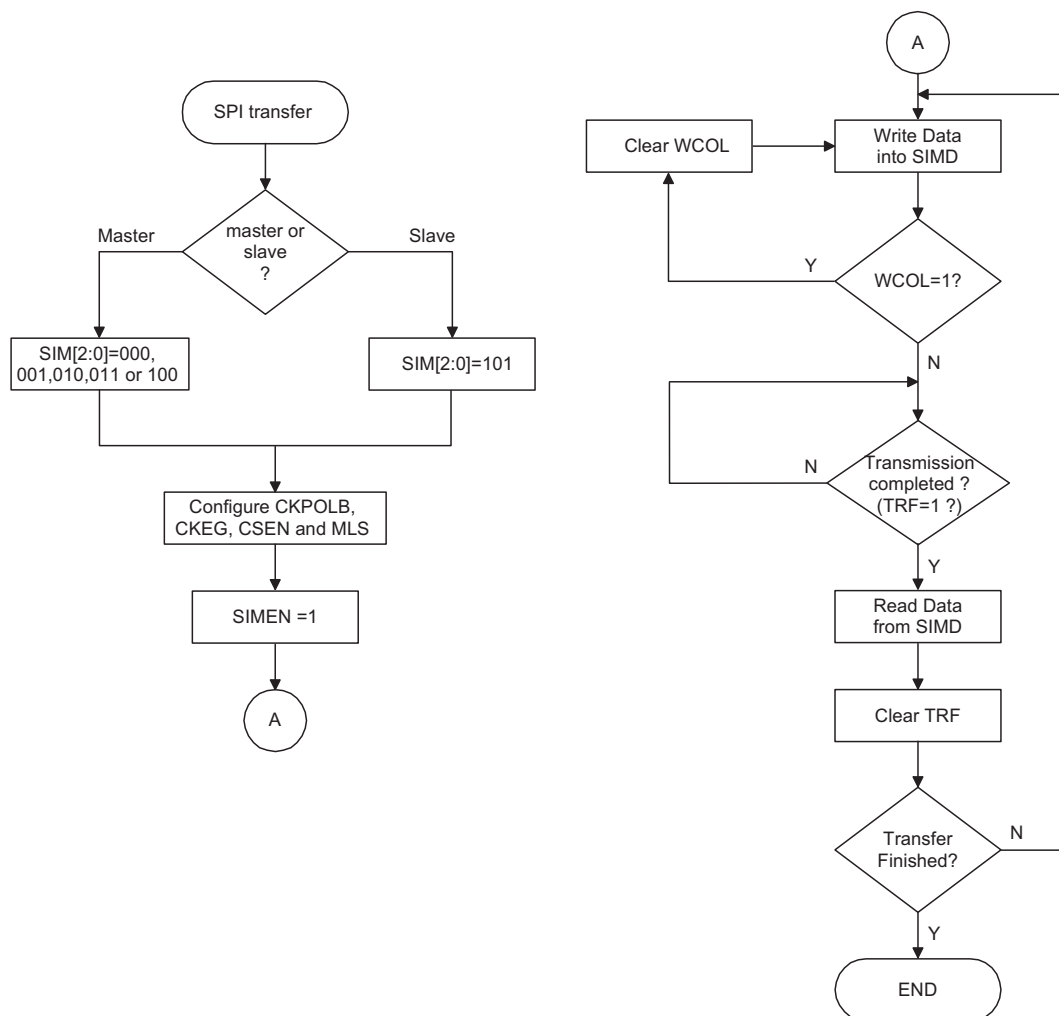 SPI transfer
master or
slave
?
Master
Slave
SIM[2:0]=000,
001,010,011 or 100
SIM[2:0]=101
Configure CKPOLB,
CKEG, CSEN and MLS
SIMEN =1
A
A
Write Data
into SIMD
Clear WCOL
WCOL=1?
Y
N
Transmission
completed ?
(TRF=1 ?)
N
Y
Read Data
from SIMD
Clear TRF
Transfer
Finished?
N
Y
END